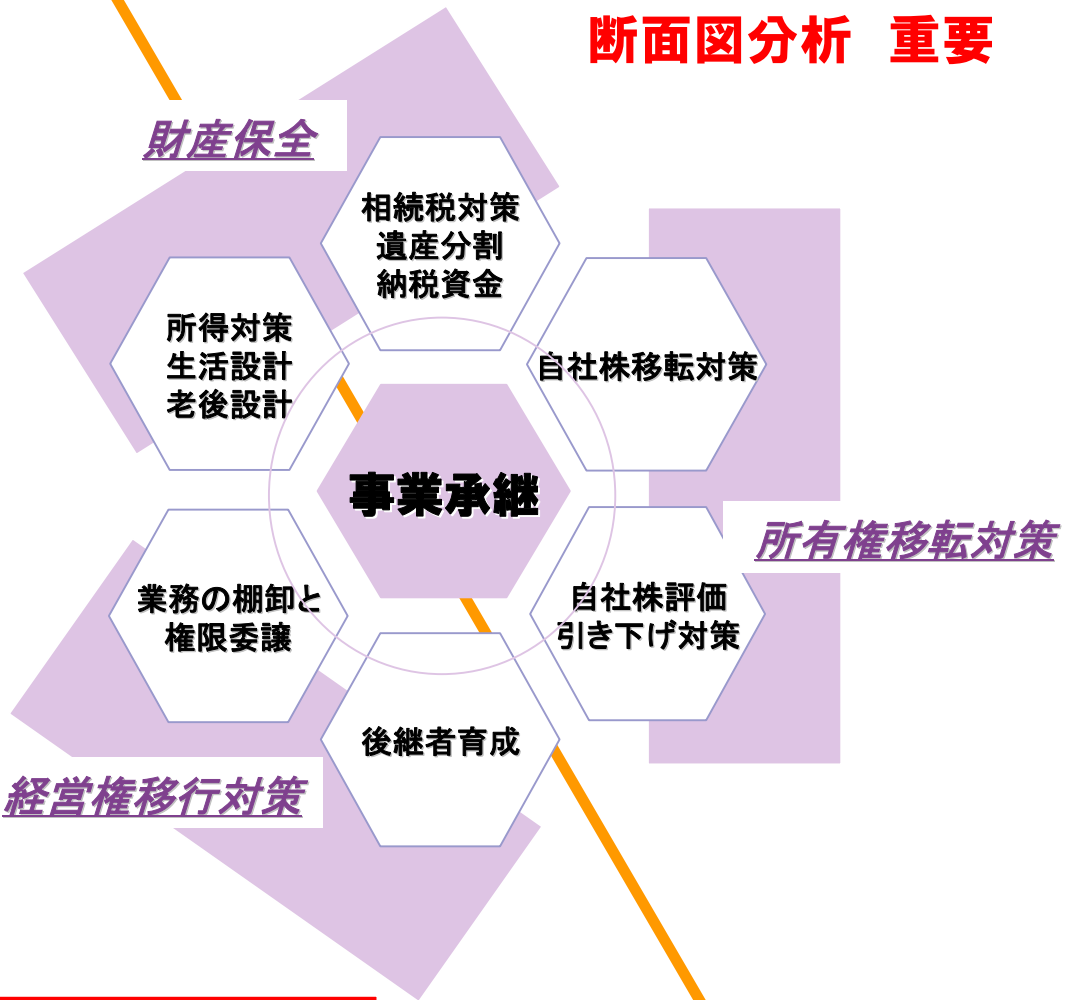 断面図分析　重要
財産保全
相続税対策
遺産分割
納税資金
所得対策
生活設計
老後設計
自社株移転対策
事業承継
所有権移転対策
自社株評価
引き下げ対策
業務の棚卸と
権限委譲
後継者育成
経営権移行対策